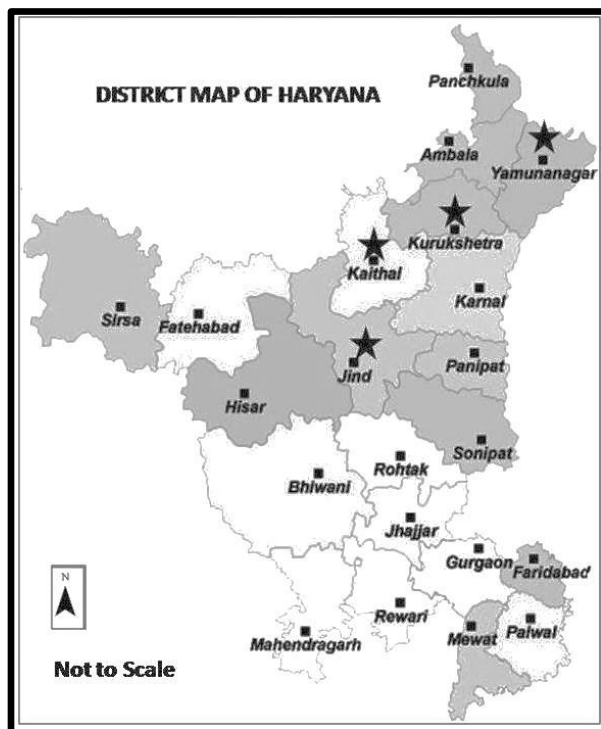 Panchkula
DISTRICT MAP OF HARYANA
Ambala
Yamunanagar
Kurukshetra
Kaithal
Karnal
Sirsa
Fatehabad
Panipat
Jind
Hisar
Sonipat
Rohtak
Bhiwani
Jhajjar
Gurgaon
Faridabad
N
Rewari
Mewat
Palwal
Mahendragarh
Not to Scale